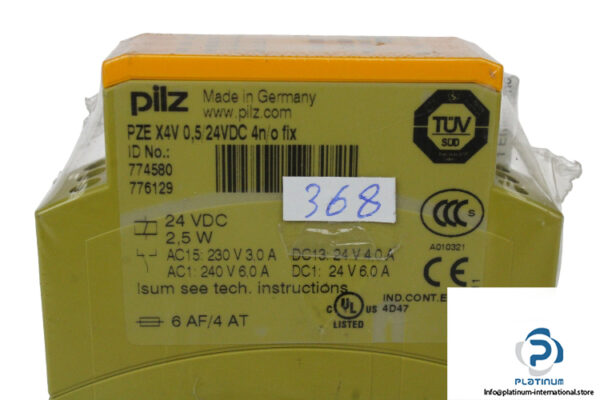 pilz
Made in Germany
www.pilz.com
PZE X4V 0,5 24VDC 4n/o fix
ID No.:
774580
776129
368
24 VDC
2,5 W
AC15: 230 V 3.0 A DC13: 24 V 4.0 A
AC1: 240 V 6.0 A DC1: 24 V 6.0 A
Isum see tech. instructions
6 AF/4 AT
TÜV
SÜD
CCC S
A010321
CE
C UL US
LISTED
IND.CONT.E
4D47
PLATINUM
Info@platinum-international.store